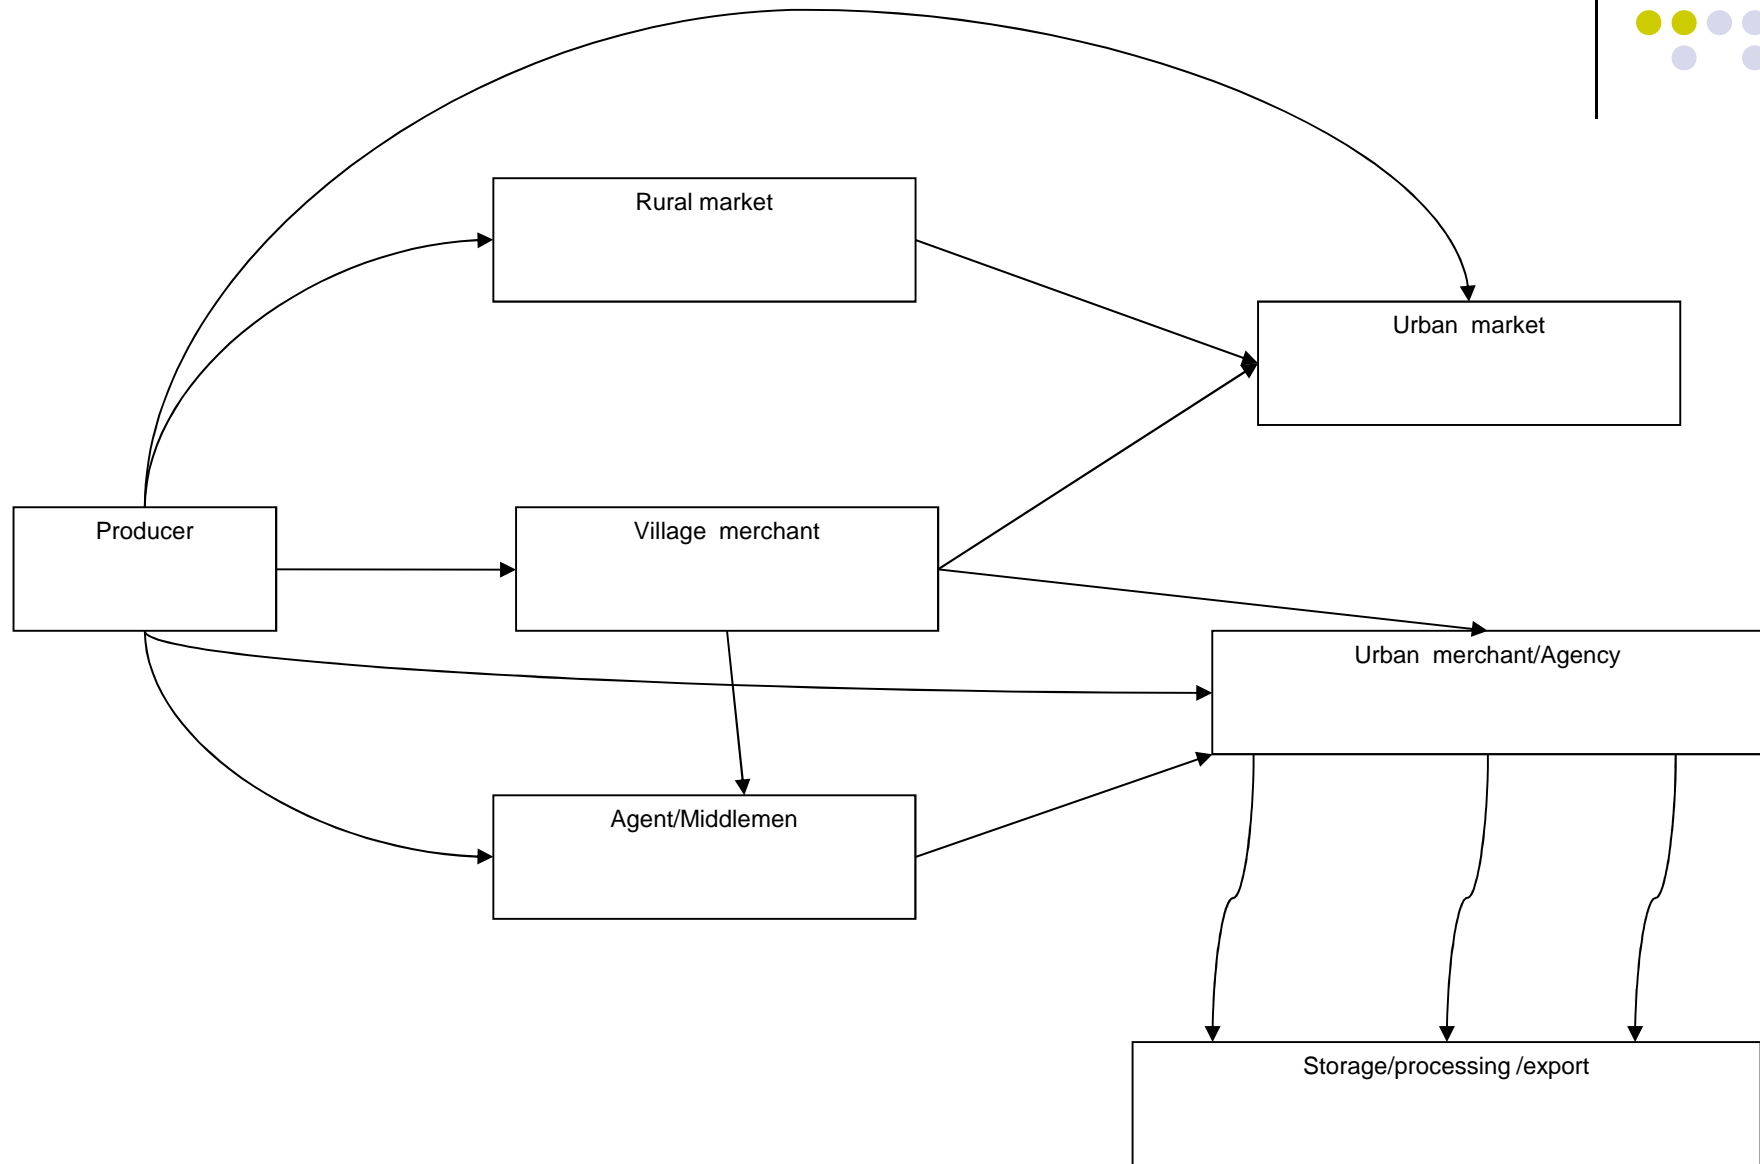 Rural market
Urban  market
Producer
Village  merchant
Urban  merchant/Agency
Agent/Middlemen
Storage/processing /export